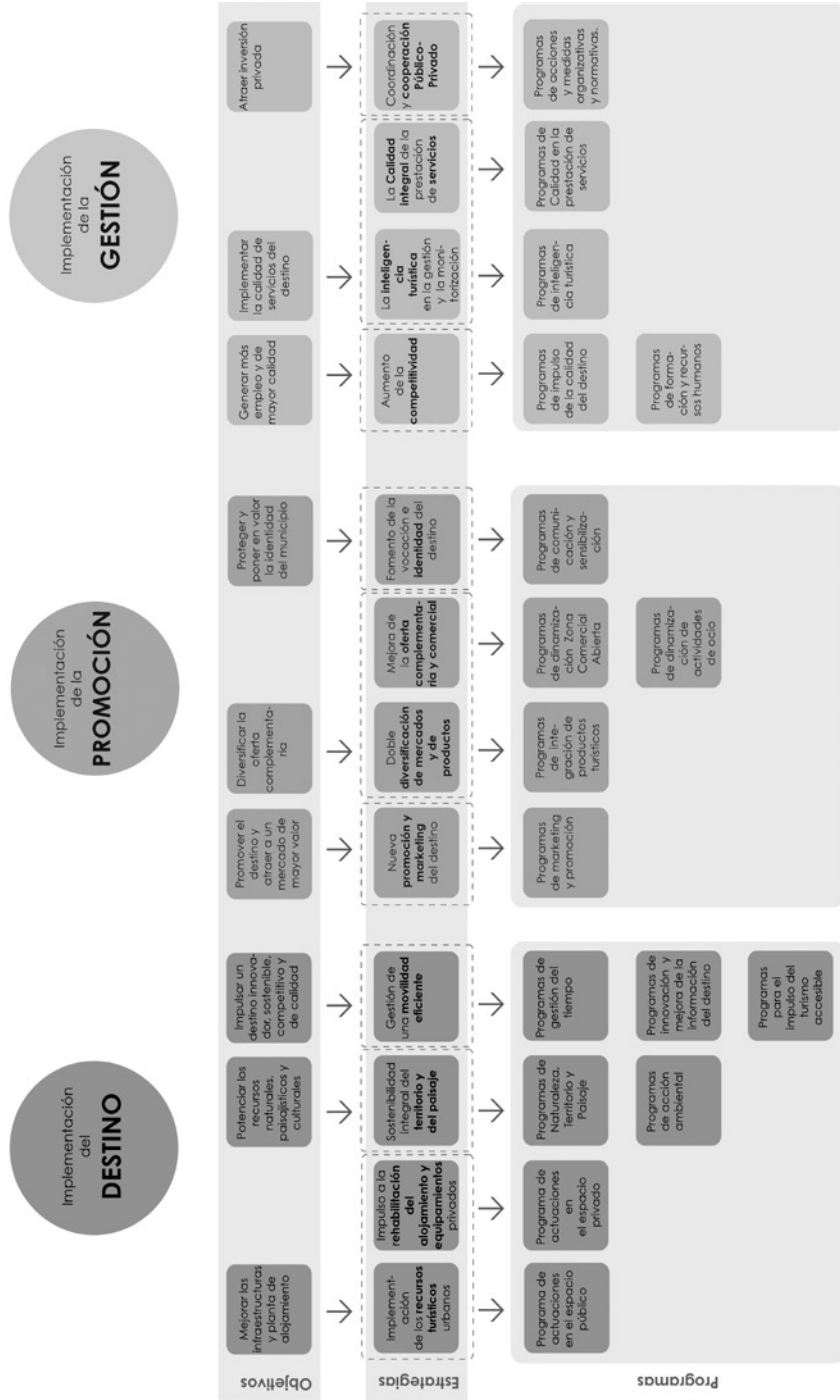 Implementación
del
DESTINO
Implementación
de la
PROMOCIÓN
Implementación
de la
GESTIÓN
Objetivos
Mejorar las
infraestructuras
y planta de
alojamiento
Potenciar los
recursos
naturales,
paisajísticos y
culturales
Impulsar un
destino innova-
dor, sostenible,
competitivo y
de calidad
Promover el
destino y
atraer a un
mercado de
mayor valor
Diversificar la
oferta
complementa-
ria
Proteger y
poner en valor
la identidad
del municipio
Generar más
empleo y de
mayor calidad
Implementar
la calidad de
servicios del
destino
Atraer inversión
privada
Estrategias
Implement-
ación
de los recursos
turísticos
urbanos
Impulso a la
rehabilitación
del
alojamiento y
equipamientos
privados
Sostenibilidad
integral del
territorio y
del paisaje
Gestión de
una movilidad
eficiente
Nueva
promoción y
marketing
del destino
Doble
diversificación
de mercados
y de
productos
Mejora de
la oferta
complementa-
ria y comercial
Fomento de la
vocación e
identidad del
destino
Aumento
de la
competitividad
La inteligen-
cia
turística
en la gestión
y la moni-
torización
La Calidad
integral de la
prestación
de servicios
Coordinación
y cooperación
Público-
Privado
Programas
Programa de
actuaciones
en el espacio
público
Programa de
actuaciones
en
el espacio
privado
Programas de
Naturaleza,
Territorio y
Paisaje
Programas de
gestión del
tiempo
Programas
de marketing
y promoción
Programas
de inte-
gración de
productos
turísticos
Programas
de dinamiza-
ción Zona
Comercial
Abierta
Programas
de comuni-
cación y
sensibiliza-
ción
Programas
de impulso
de la calidad
del destino
Programas
de inteligen-
cia turística
Programas de
Calidad en la
prestación de
servicios
Programas
de acciones
y medidas
organizativas
y normativas.
Programas
de acción
ambiental
Programas de
innovación y
mejora de la
información
del destino
Programas
de dinamiza-
ción de
actividades
de ocio
Programas
de forma-
ción y recur-
sos humanos
Programas
para el
impulso del
turismo
accesible